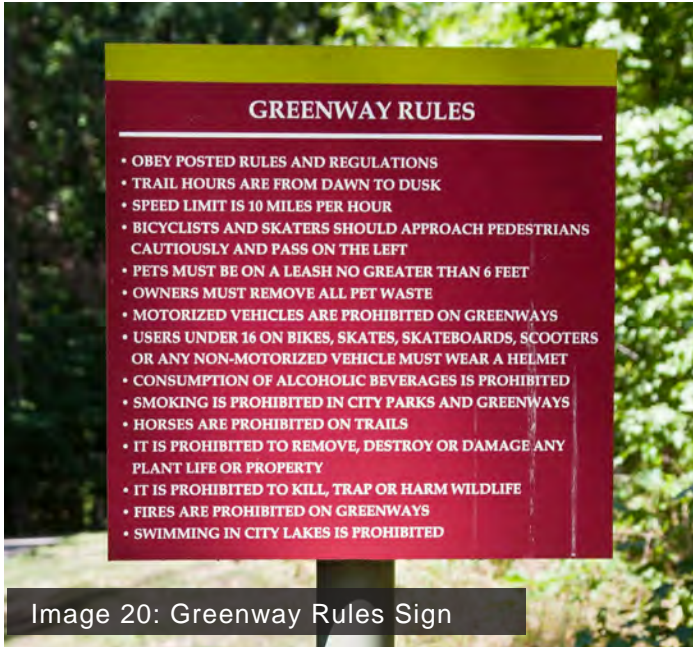 GREENWAY RULES
• OBEY POSTED RULES AND REGULATIONS
• TRAIL HOURS ARE FROM DAWN TO DUSK
• SPEED LIMIT IS 10 MILES PER HOUR
• BICYCLISTS AND SKATERS SHOULD APPROACH PEDESTRIANS
CAUTIOUSLY AND PASS ON THE LEFT
• PETS MUST BE ON A LEASH NO GREATER THAN 6 FEET
• OWNERS MUST REMOVE ALL PET WASTE
• MOTORIZED VEHICLES ARE PROHIBITED ON GREENWAYS
• USERS UNDER 16 ON BIKES, SKATES, SKATEBOARDS, SCOOTERS
OR ANY NON-MOTORIZED VEHICLE MUST WEAR A HELMET
• CONSUMPTION OF ALCOHOLIC BEVERAGES IS PROHIBITED
• SMOKING IS PROHIBITED IN CITY PARKS AND GREENWAYS
• HORSES ARE PROHIBITED ON TRAILS
• IT IS PROHIBITED TO REMOVE, DESTROY OR DAMAGE ANY
PLANT LIFE OR PROPERTY
• IT IS PROHIBITED TO KILL, TRAP OR HARM WILDLIFE
• FIRES ARE PROHIBITED ON GREENWAYS
• SWIMMING IN CITY LAKES IS PROHIBITED
Image 20: Greenway Rules Sign